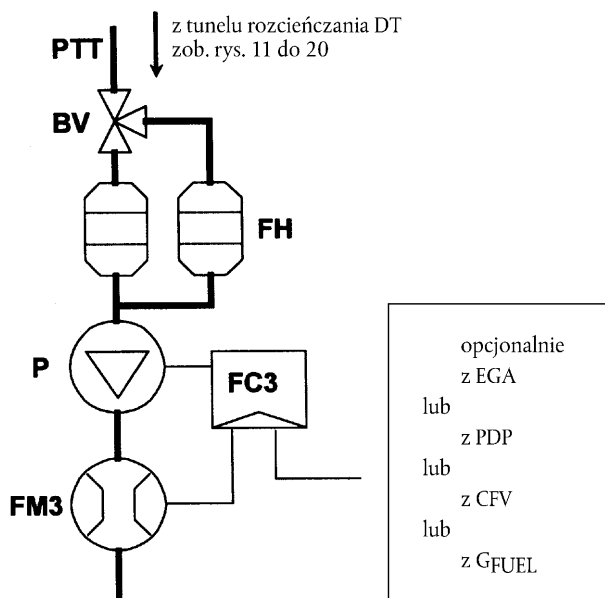 z tunelu rozcieńczania DT
zob. rys. 11 do 20
PTT
BV
FH
P
FC3
FM3
opcjonalnie
z EGA
lub
z PDP
lub
z CFV
lub
z GFUEL